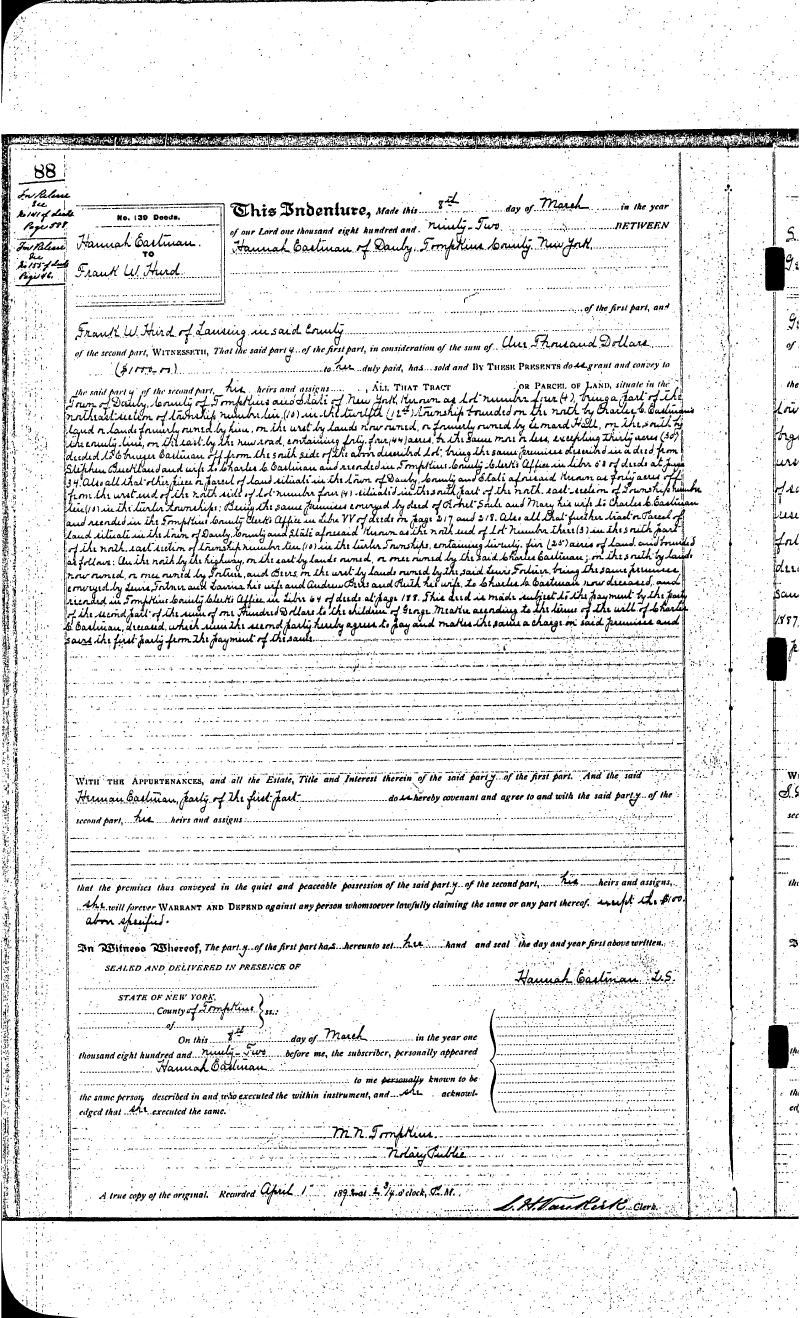 88
For Release
See
No 141 of Deeds
Page 588
For Release
See
No 155 of Deeds
Page 46.
No. 139 Deeds.
Hannah Eastman.
TO
Frank W. Hurd.
This Indenture, Made this 8th day of March in the year
of our Lord one thousand eight hundred and ninety-Two BETWEEN
Hannah Eastman of Danby Tompkins County New York
of the first part, and
Frank W. Hurd of Lansing in said County
of the second part, WITNESSETH, That the said party of the first part, in consideration of the sum of One Thousand Dollars
($1000.00) to her duly paid, has sold and BY THESE PRESENTS does grant and convey to
the said party of the second part, his heirs and assigns ALL THAT TRACT OR PARCEL OF LAND, situate in the
Town of Danby, County of Tompkins and State of New York Known as Lot number four (4), being a part of the
northeast section of township number ten (10) in the twelfth (12th) township bounded on the north by Charles C. Eastman's
land or lands formerly owned by him, on the west by lands now owned, or formerly owned by Hill, on the south by
the county line, on the east by the new road, containing forty four (44) acres, be the same more or less, excepting thirty acres (30)
deeded to Eastman off from the south side of the above described lot; being the same premises described in a deed from
Stephen and wife to Charles C Eastman and recorded in Tompkins County Clerk's Office in Libre 58 of deeds at page
34. Also all that other piece or parcel of land situate in the town of Danby, County and State aforesaid Known as forty acres off
from the west end of the north side of Lot number four (4) situated in the south part of the north east section of Township number
ten (10) in the twelve townships; Being the same premises conveyed by deed of Robert and Mary his wife to Charles C. Eastman
and recorded in the Tompkins County Clerk's Office in Libre VV of deeds on page 217 and 218. Also all that further tract or Parcel of
land situate in the town of Danby, County and State aforesaid Known as the north end of Lot Number three (3) in the south part
of the north east section of township number ten (10) in the twelve Townships, containing twenty five (25) acres of land, and bounded
as follows: On the north by the highway, on the east by lands owned, or once owned by the said Charles Eastman; on the south by lands
now owned, or once owned by and Beers, on the west by lands owned by the said Lewis being the same premises
conveyed by Lewis and his wife and Andrew Beers and Ruth his wife, to Charles C. Eastman now deceased, and
recorded in Tompkins County Clerk's Office in Libre 64 of deeds at page 188. This deed is made subject to the payment by the party
of the second part of the sum of one Hundred Dollars to the children of George according to the terms of the will of Charles
C. Eastman, deceased, which sum the second party hereby agrees to pay and makes the same a charge on said premises and
saves the first party from the payment of the same.
WITH THE APPURTENANCES, and all the Estate, Title and Interest therein of the said party of the first part. And the said
Herman Eastman, party of the first part does hereby covenant and agree to and with the said party of the
second part, his heirs and assigns
that the premises thus conveyed in the quiet and peaceable possession of the said party of the second part, his heirs and assigns,
she will forever WARRANT AND DEFEND against any person whomsoever lawfully claiming the same or any part thereof, except the $100.
above specified.
In Witness Whereof, The party of the first part has hereunto set her hand and seal the day and year first above written.
SEALED AND DELIVERED IN PRESENCE OF
Hannah Eastman L.S.
STATE OF NEW YORK,
County of Tompkins } ss.:
of
On this 8th day of March in the year one
thousand eight hundred and ninety-Two before me, the subscriber, personally appeared
Hannah Eastman
to me personally known to be
the same person described in and who executed the within instrument, and she acknowl-
edged that she executed the same.
M. N. Tompkins
Notary Public
A true copy of the original. Recorded April 1st 1892 at 2 3/4 o'clock, P. M.
L. H. Van Kirk Clerk.